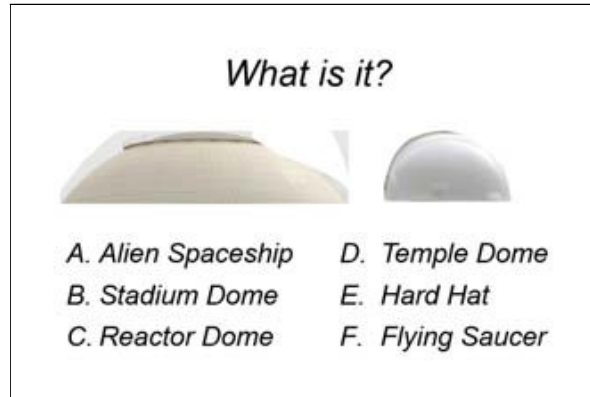 What is it?
A. Alien Spaceship
B. Stadium Dome
C. Reactor Dome
D. Temple Dome
E. Hard Hat
F. Flying Saucer